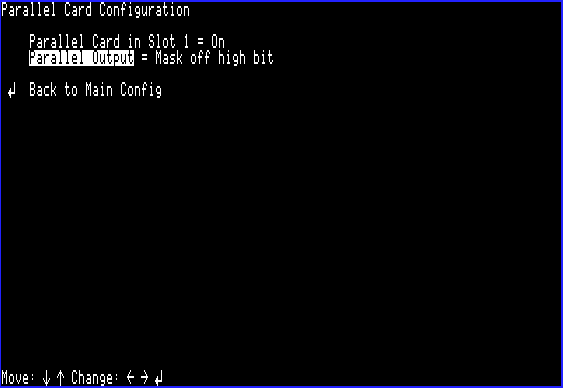 Parallel Card Configuration
Parallel Card in Slot 1 = On
Parallel Output = Mask off high bit
↲ Back to Main Config
Move: ↓ ↑ Change: ← → ↲